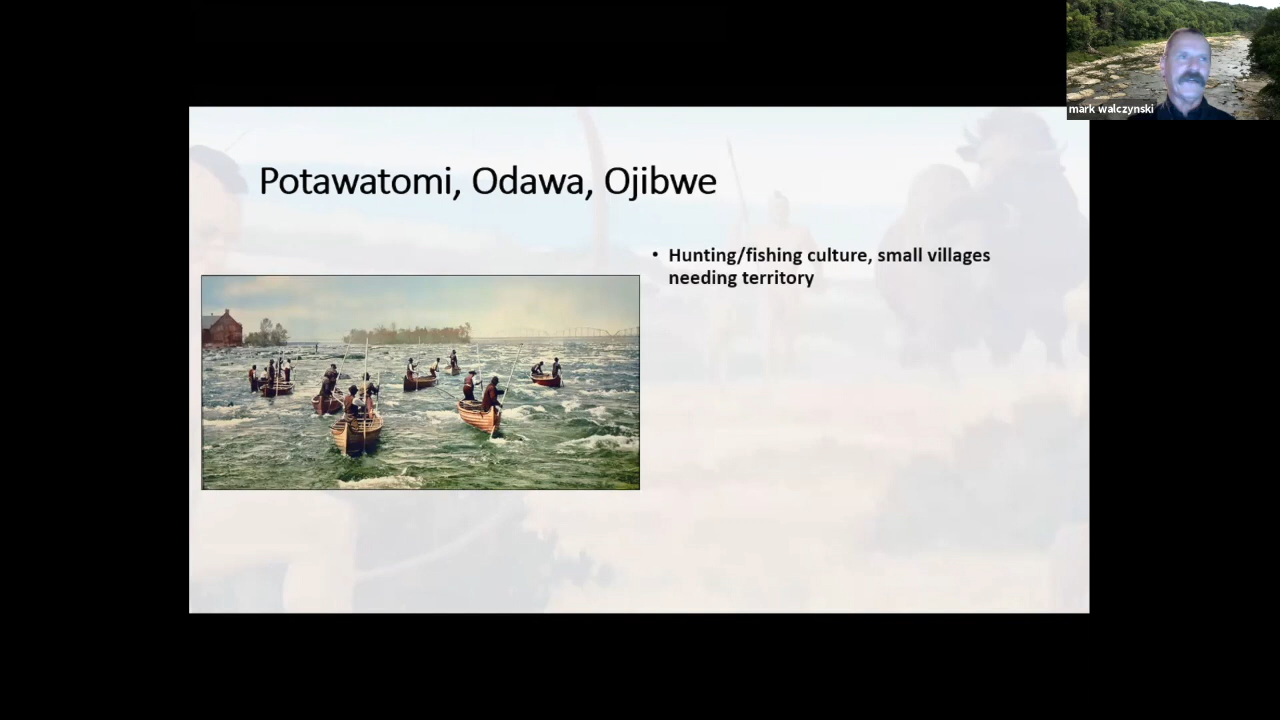 mark walczynski
Potawatomi, Odawa, Ojibwe
• Hunting/fishing culture, small villages
needing territory